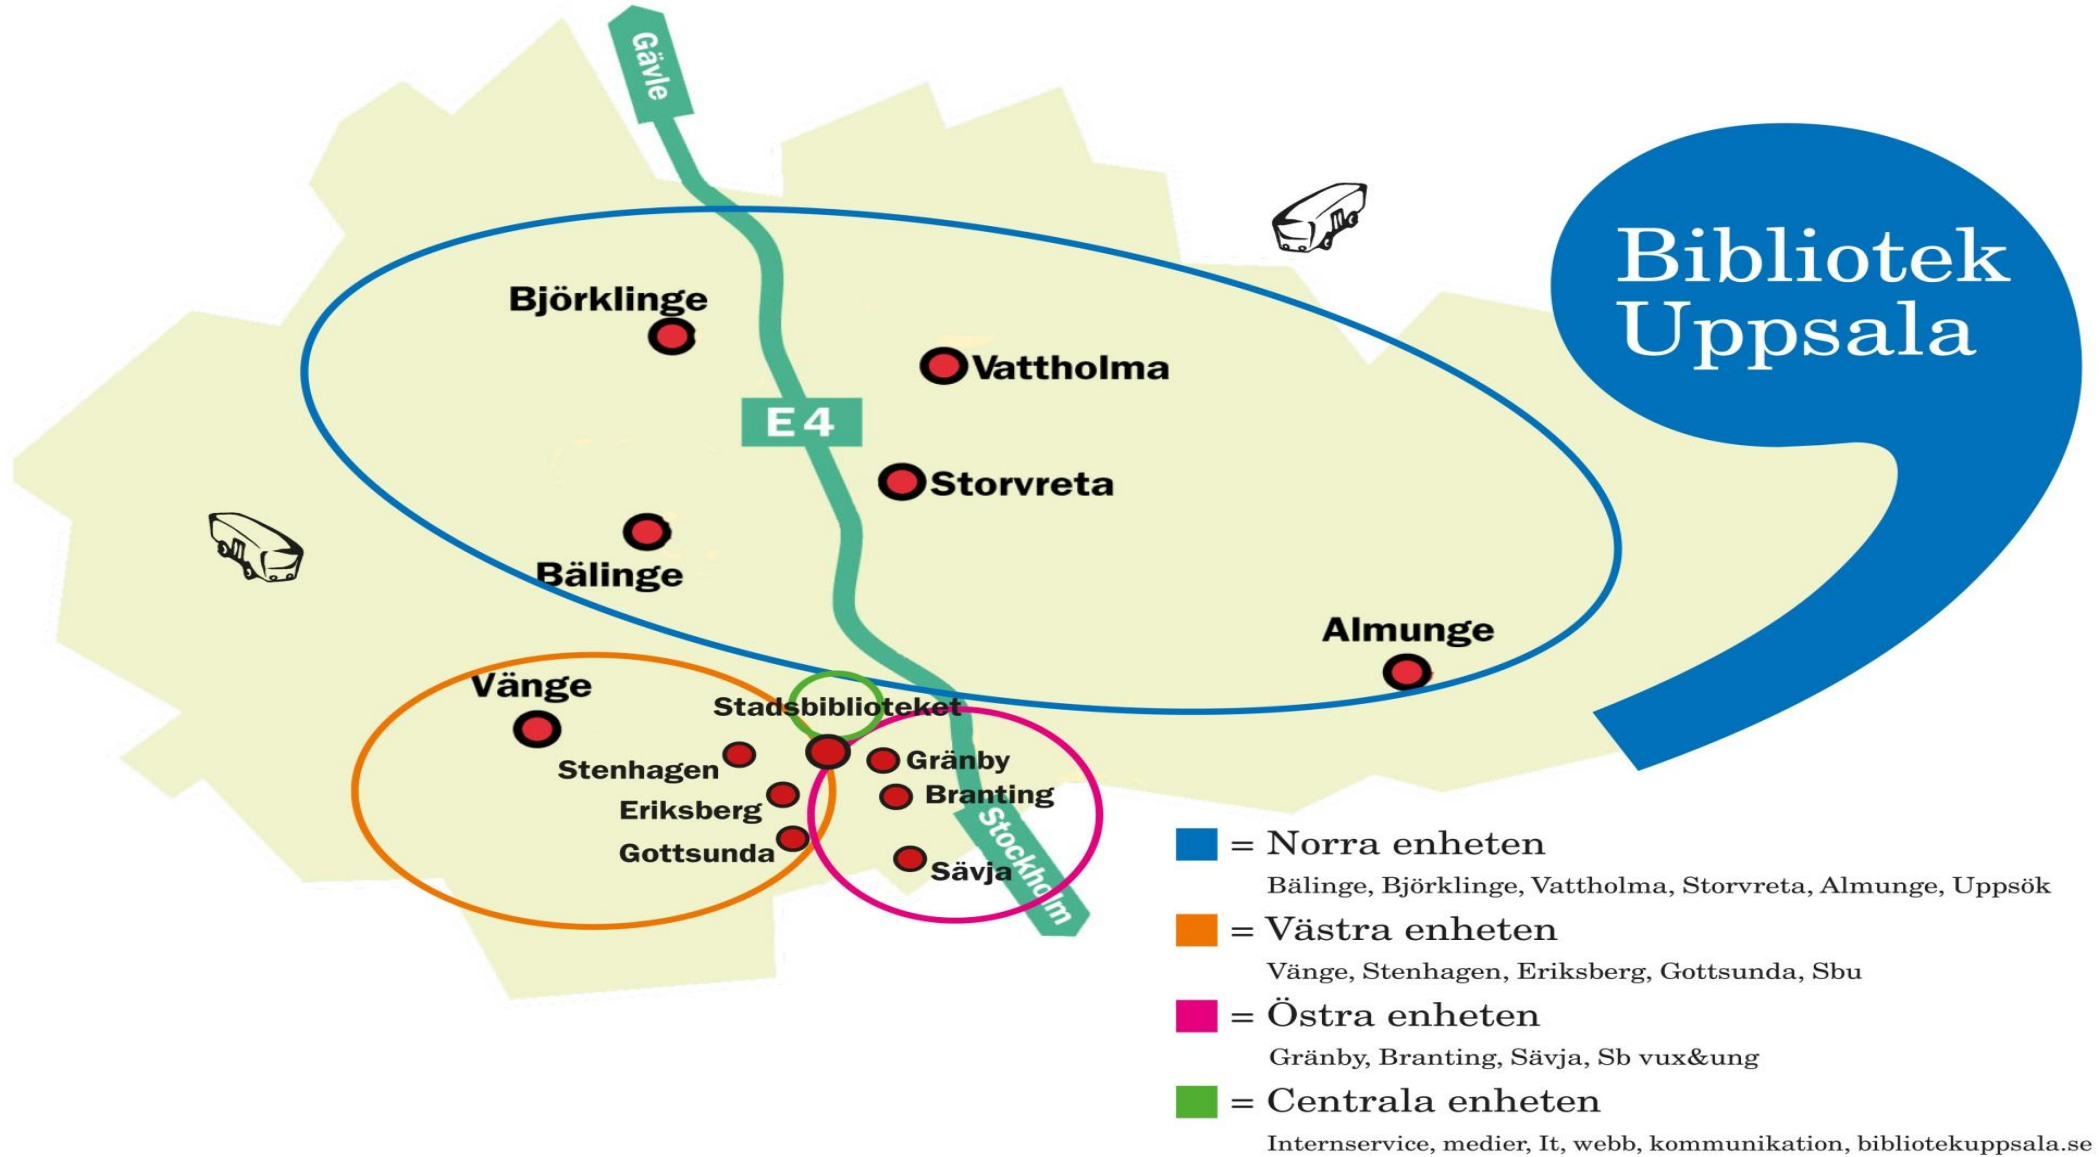 Gävle
Bibliotek
Uppsala
Björklinge
Vattholma
E 4
Storvreta
Bälinge
Almunge
Vänge
Stadsbiblioteket
Stenhagen
Gränby
Eriksberg
Branting
Gottsunda
Sävja
Stockholm
= Norra enheten
Bälinge, Björklinge, Vattholma, Storvreta, Almunge, Uppsök
= Västra enheten
Vänge, Stenhagen, Eriksberg, Gottsunda, Sbu
= Östra enheten
Gränby, Branting, Sävja, Sb vux&ung
= Centrala enheten
Internservice, medier, It, webb, kommunikation, bibliotekuppsala.se